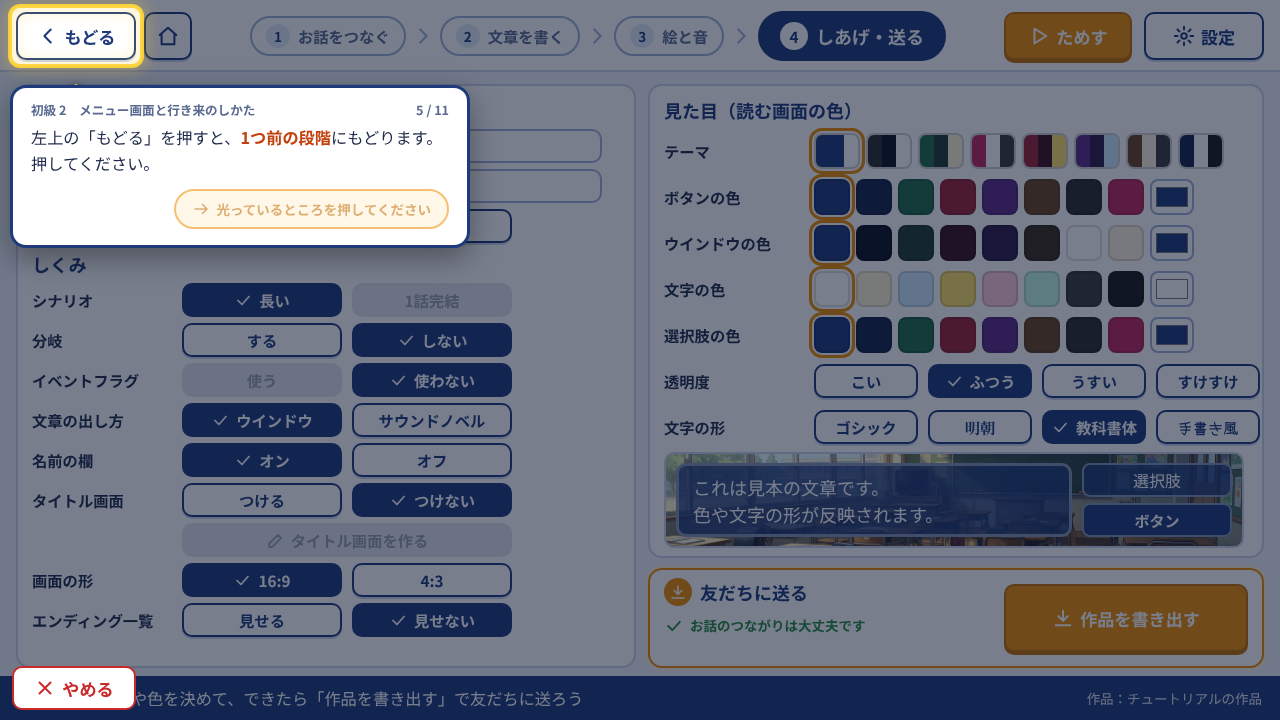 もどる
1 お話をつなぐ
2 文章を書く
3 絵と音
4 しあげ・送る
ためす
設定
初級 2 メニュー画面と行き来のしかた
5 / 11
左上の「もどる」を押すと、1つ前の段階にもどります。
押してください。
光っているところを押してください
しくみ
シナリオ 長い 1話完結
分岐 する しない
イベントフラグ 使う 使わない
文章の出し方 ウインドウ サウンドノベル
名前の欄 オン オフ
タイトル画面 つける つけない
タイトル画面を作る
画面の形 16:9 4:3
エンディング一覧 見せる 見せない
見た目（読む画面の色）
テーマ
ボタンの色
ウインドウの色
文字の色
選択肢の色
透明度 こい ふつう うすい すけすけ
文字の形 ゴシック 明朝 教科書体 手書き風
これは見本の文章です。
色や文字の形が反映されます。
選択肢
ボタン
友だちに送る
お話のつながりは大丈夫です
作品を書き出す
やめる
や色を決めて、できたら「作品を書き出す」で友だちに送ろう
作品：チュートリアルの作品